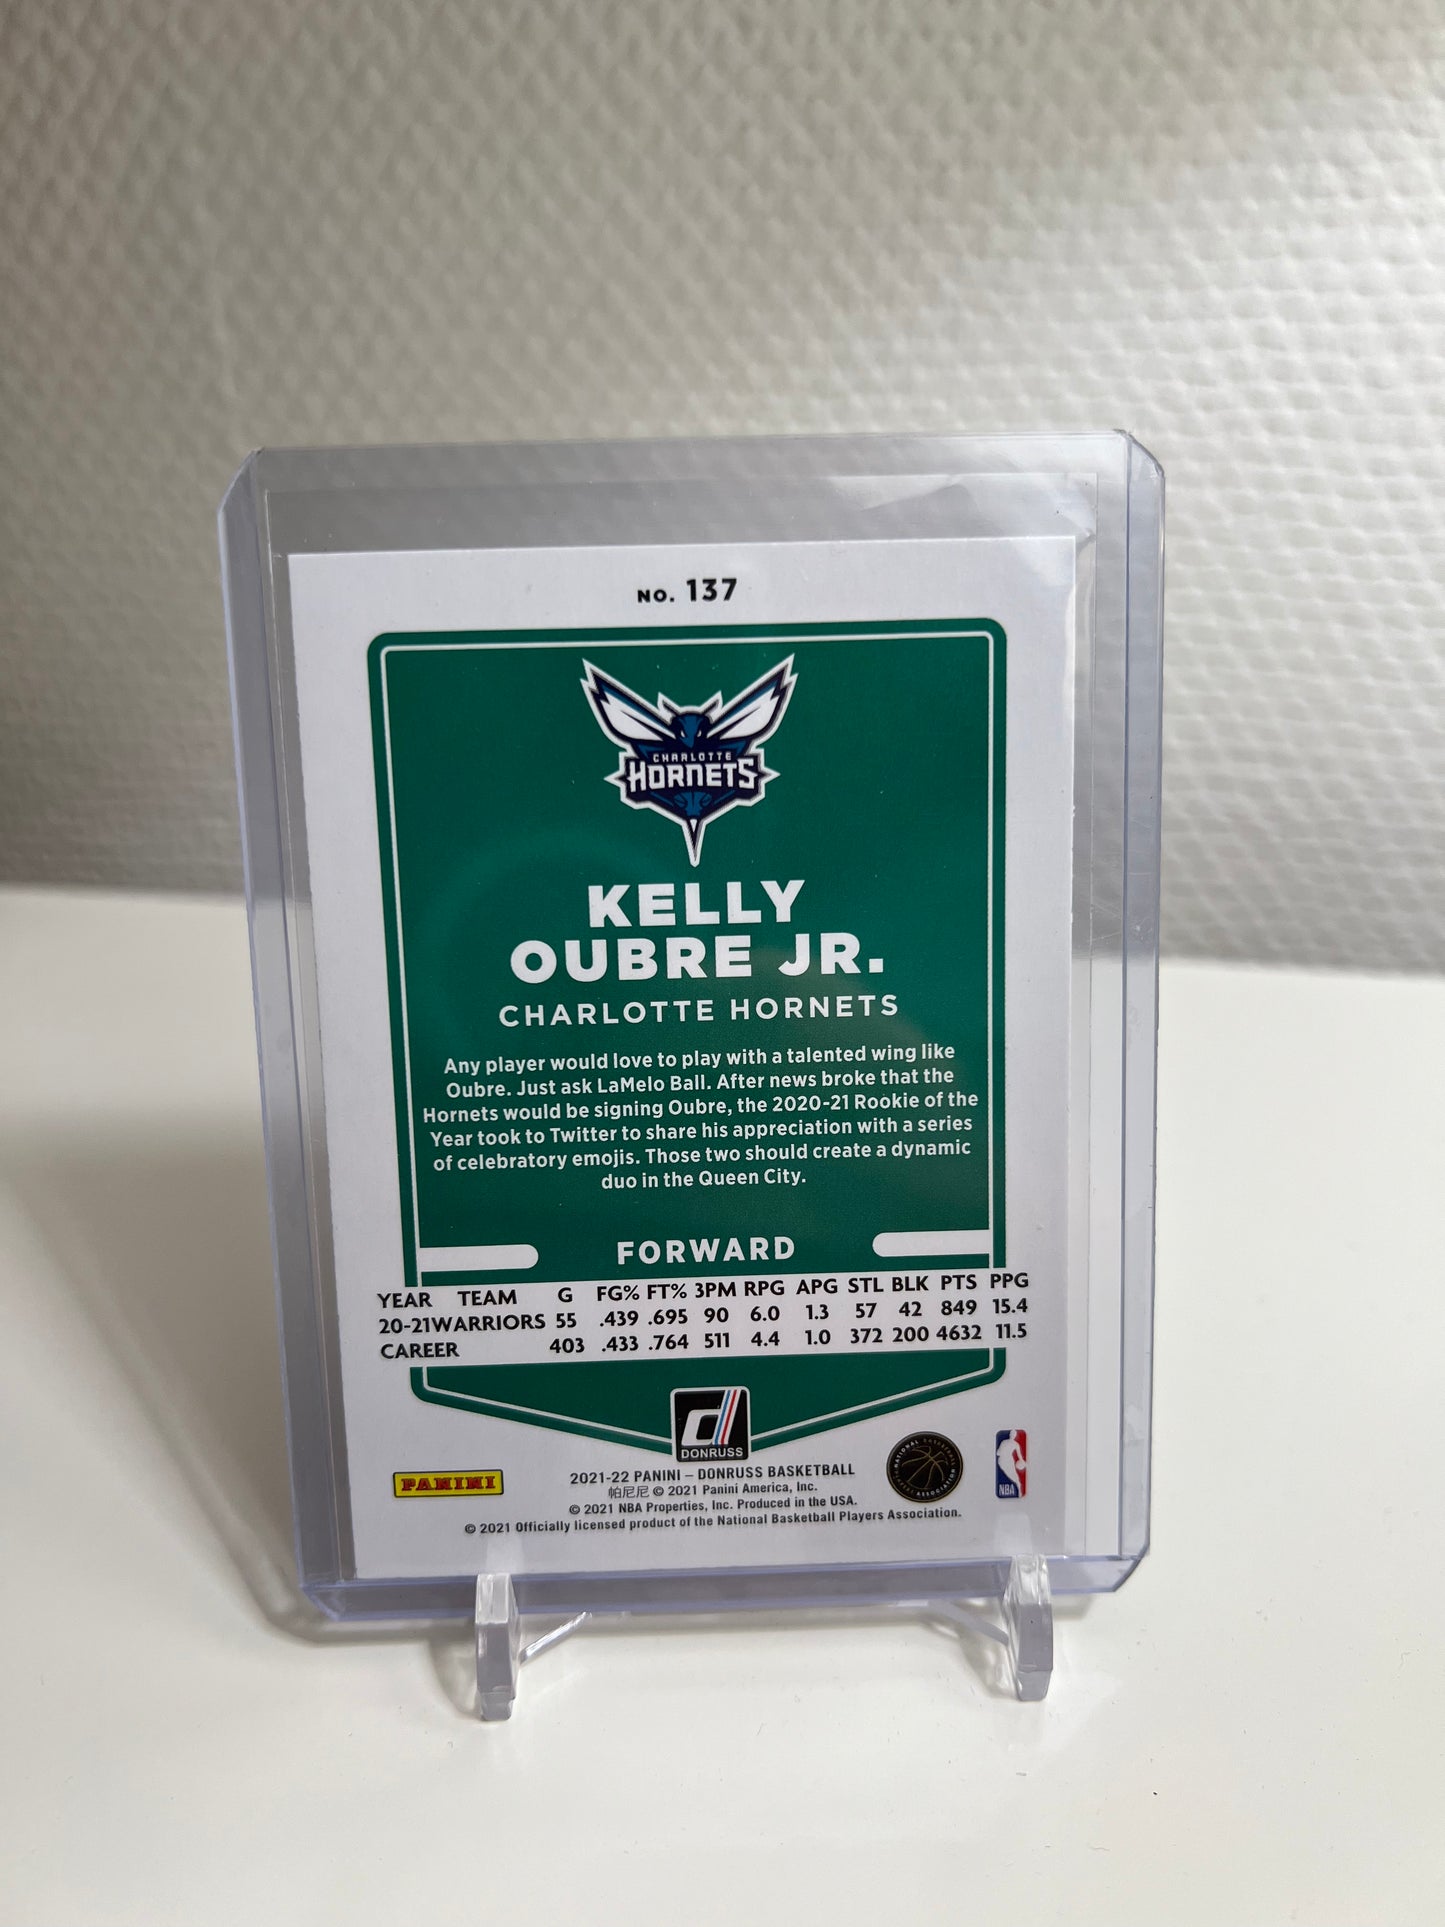 NO. 137
CHARLOTTE
HORNETS
KELLY
OUBRE JR.
CHARLOTTE HORNETS
Any player would love to play with a talented wing like
Oubre. Just ask LaMelo Ball. After news broke that the
Hornets would be signing Oubre, the 2020-21 Rookie of the
Year took to Twitter to share his appreciation with a series
of celebratory emojis. Those two should create a dynamic
duo in the Queen City.
FORWARD
YEAR TEAM G FG% FT% 3PM RPG APG STL BLK PTS PPG
20-21WARRIORS 55 .439 .695 90 6.0 1.3 57 42 849 15.4
CAREER 403 .433 .764 511 4.4 1.0 372 200 4632 11.5
DONRUSS
PANINI
2021-22 PANINI – DONRUSS BASKETBALL
帕尼尼 © 2021 Panini America, Inc.
© 2021 NBA Properties, Inc. Produced in the USA.
© 2021 Officially licensed product of the National Basketball Players Association.
NATIONAL BASKETBALL PLAYERS ASSOCIATION
NBA